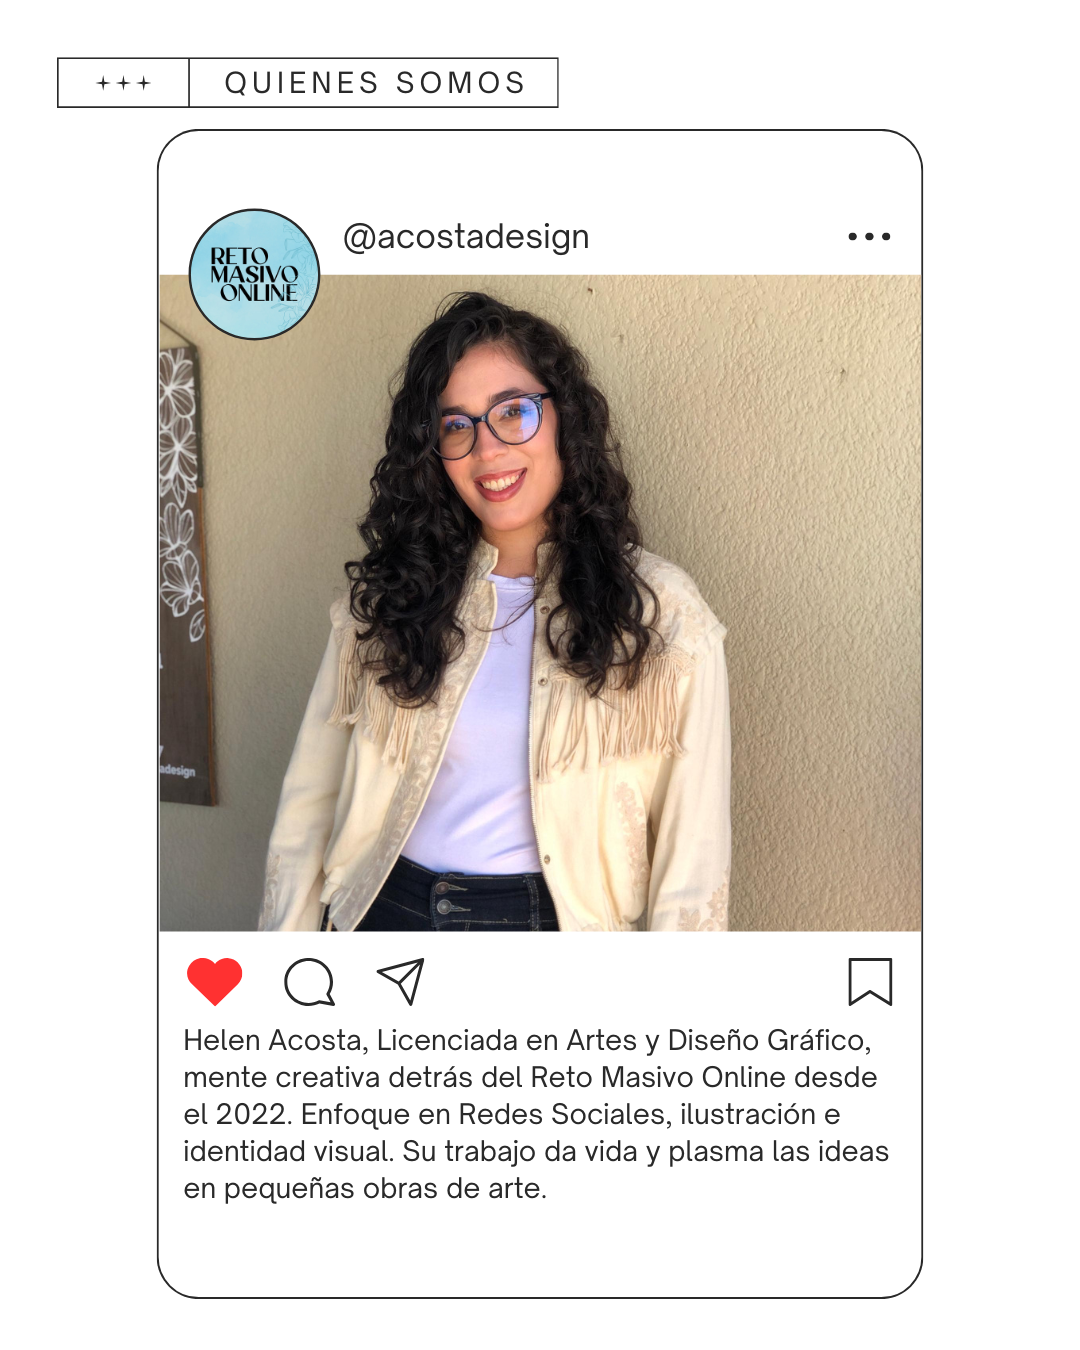 QUIENES SOMOS
@acostadesign
RETO
MASIVO
ONLINE
adesign
Helen Acosta, Licenciada en Artes y Diseño Gráfico,
mente creativa detrás del Reto Masivo Online desde
el 2022. Enfoque en Redes Sociales, ilustración e
identidad visual. Su trabajo da vida y plasma las ideas
en pequeñas obras de arte.